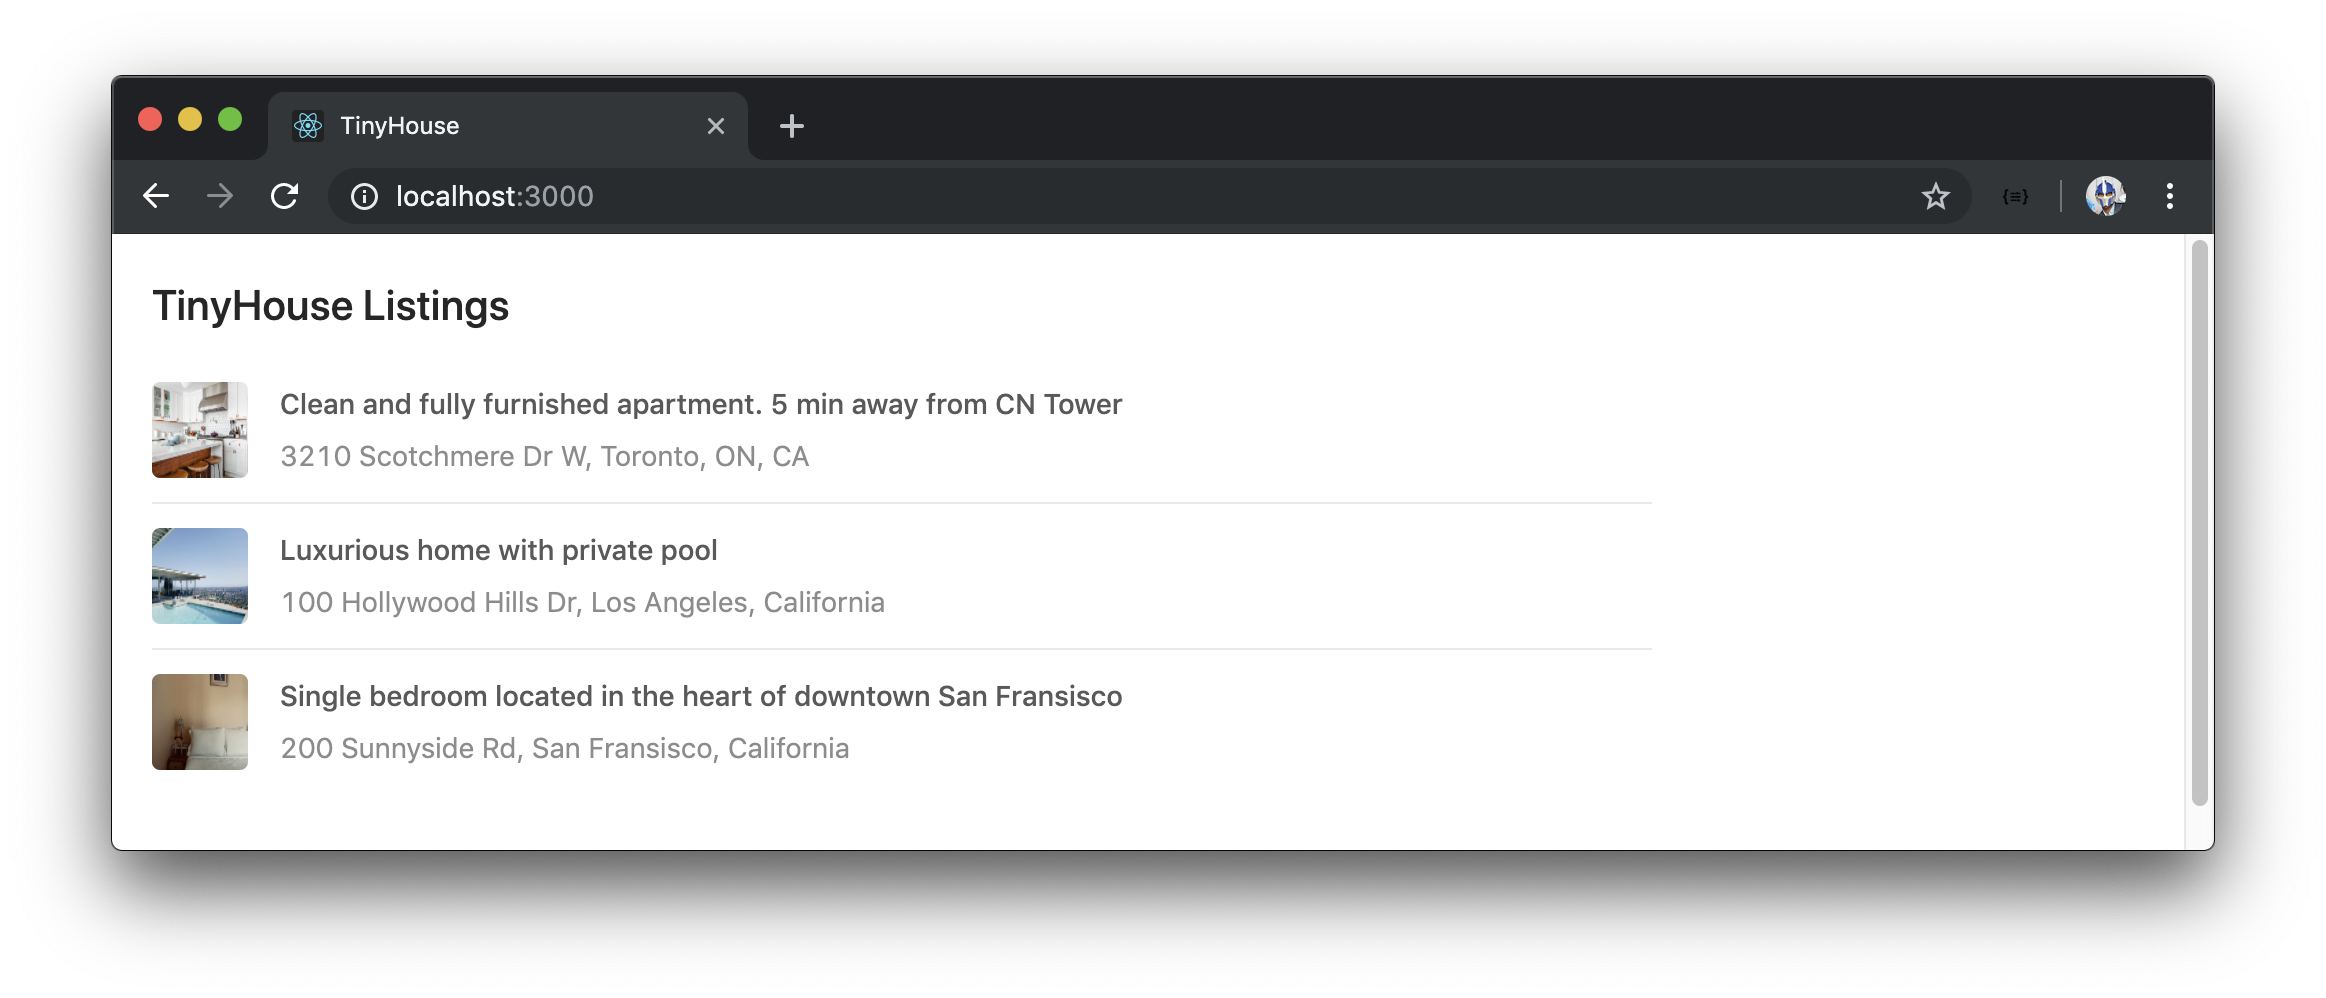 TinyHouse
localhost:3000
TinyHouse Listings
Clean and fully furnished apartment. 5 min away from CN Tower
3210 Scotchmere Dr W, Toronto, ON, CA
Luxurious home with private pool
100 Hollywood Hills Dr, Los Angeles, California
Single bedroom located in the heart of downtown San Fransisco
200 Sunnyside Rd, San Fransisco, California